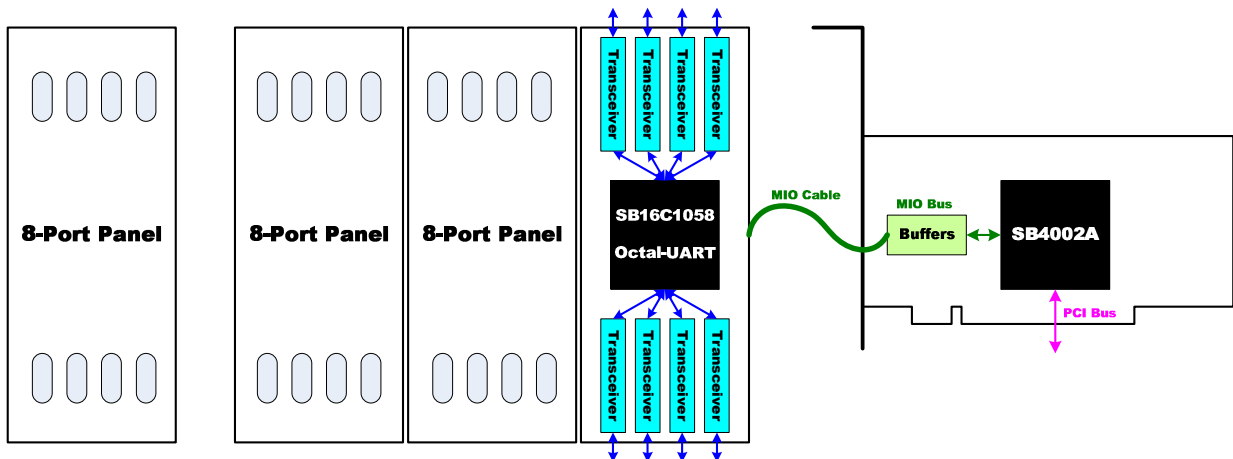 Transceiver
Transceiver
Transceiver
Transceiver
8-Port Panel
8-Port Panel
8-Port Panel
SB16C1058
Octal-UART
MIO Cable
MIO Bus
Buffers
SB4002A
PCI Bus
Transceiver
Transceiver
Transceiver
Transceiver